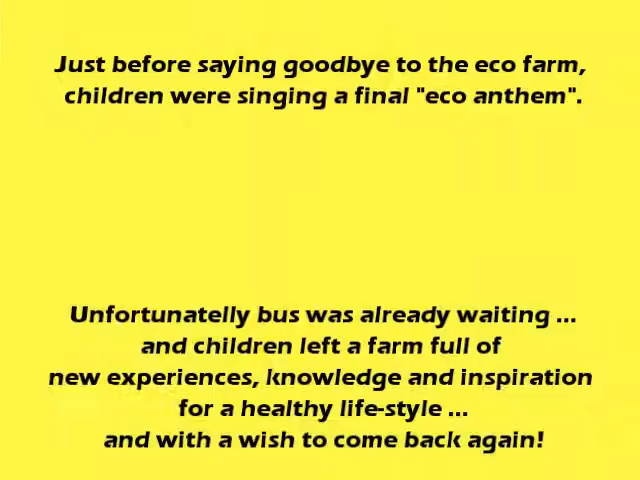 Just before saying goodbye to the eco farm,
children were singing a final "eco anthem".
Unfortunatelly bus was already waiting ...
and children left a farm full of
new experiences, knowledge and inspiration
for a healthy life-style ...
and with a wish to come back again!